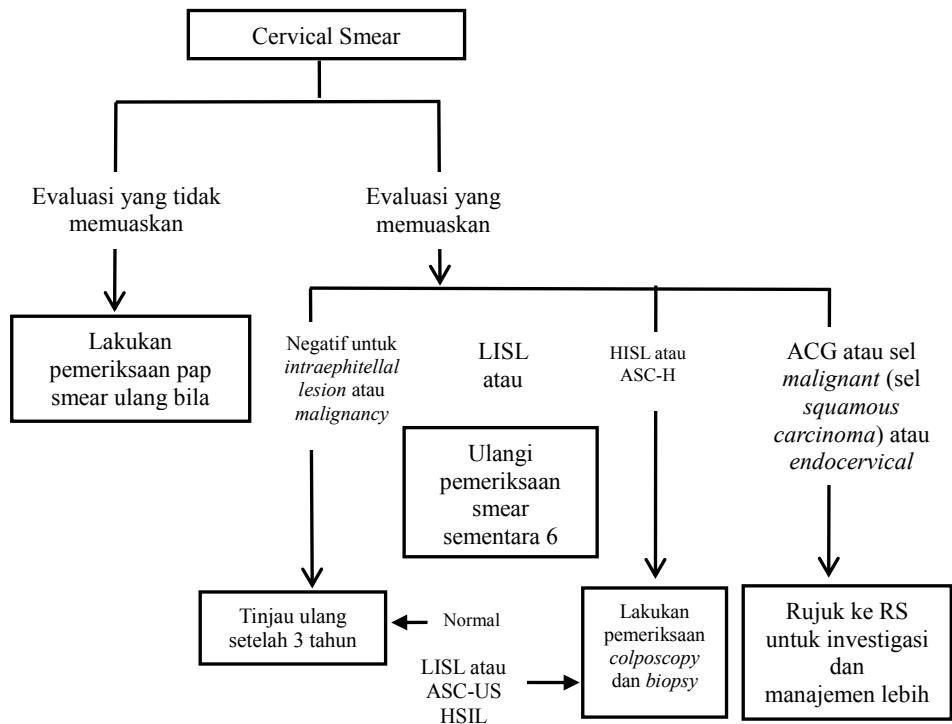 Cervical Smear
Evaluasi yang tidak
memuaskan
Evaluasi yang
memuaskan
Lakukan
pemeriksaan pap
smear ulang bila
Negatif untuk
intraephitellal
lesion atau
malignancy
LISL
atau
HISL atau
ASC-H
ACG atau sel
malignant (sel
squamous
carcinoma) atau
endocervical
Ulangi
pemeriksaan
smear
sementara 6
Tinjau ulang
setelah 3 tahun
Normal
LISL atau
ASC-US
HSIL
Lakukan
pemeriksaan
colposcopy
dan biopsy
Rujuk ke RS
untuk investigasi
dan
manajemen lebih